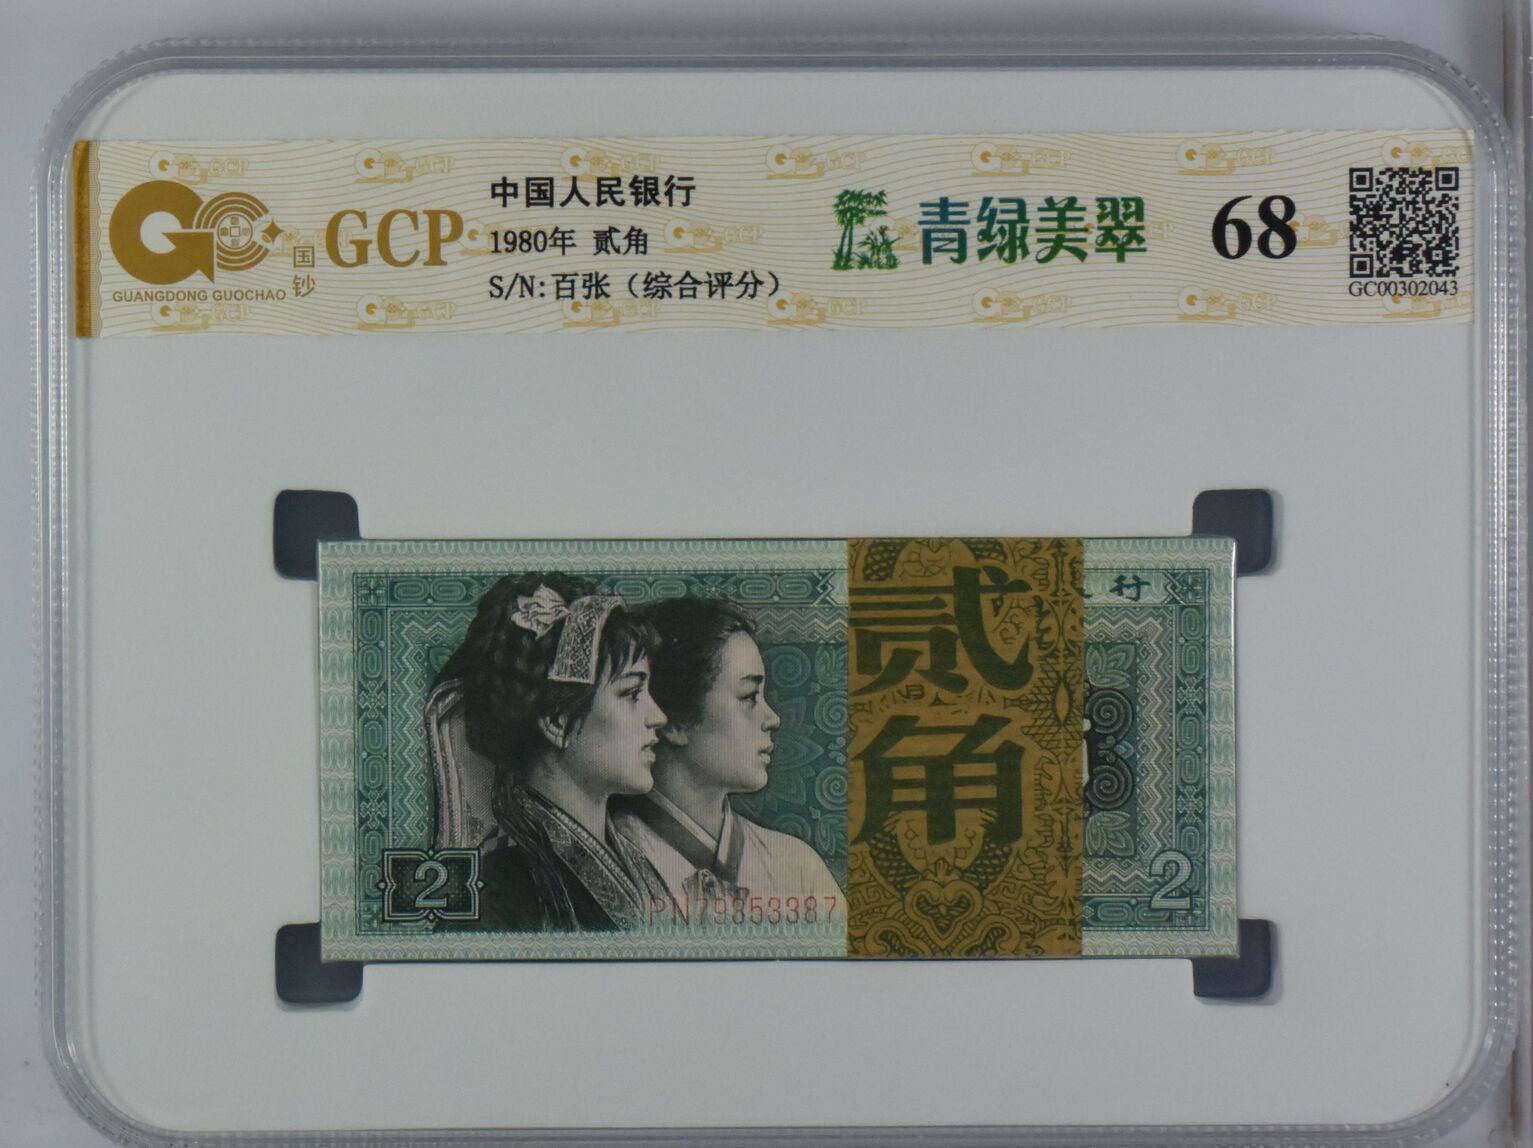 GUANGDONG GUOCHAO
国钞
GCP
中国人民银行
1980年 贰角
S/N:百张（综合评分）
青绿美翠
68
GC00302043
行
贰角
2
PN79853387
2